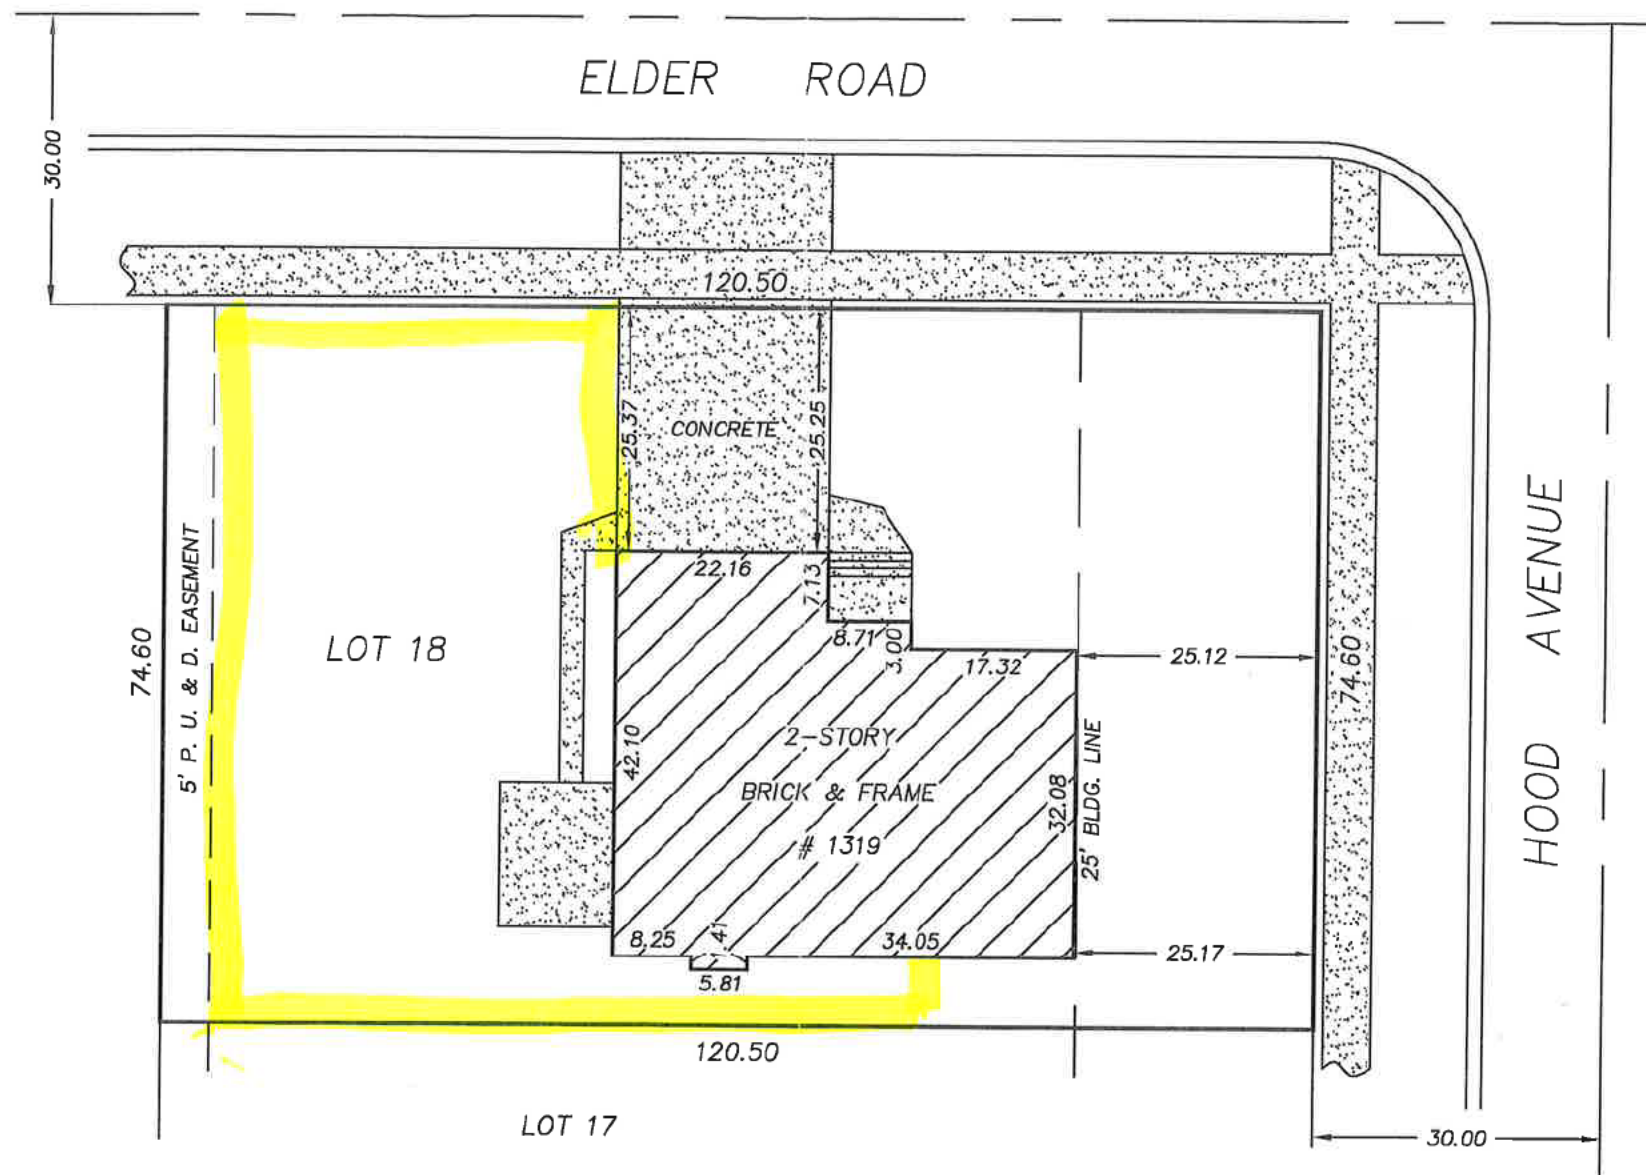 ELDER ROAD
30.00
120.50
25.37
CONCRETE
25.25
22.16
7.13
8.71
3.00
17.32
25.12
74.60
5' P. U. & D. EASEMENT
LOT 18
42.10
2-STORY
BRICK & FRAME
# 1319
32.08
25' BLDG. LINE
74.60
HOOD AVENUE
8.25
.41
34.05
5.81
25.17
120.50
LOT 17
30.00